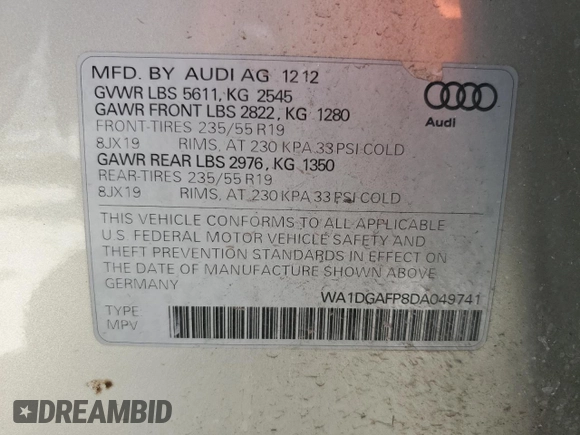 MFD. BY AUDI AG 12 12
GVWR LBS 5611, KG 2545
GAWR FRONT LBS 2822, KG 1280
FRONT-TIRES 235/55 R19
8JX19 RIMS, AT 230 KPA 33 PSI COLD
GAWR REAR LBS 2976, KG 1350
REAR-TIRES 235/55 R19
8JX19 RIMS, AT 230 KPA 33 PSI COLD
THIS VEHICLE CONFORMS TO ALL APPLICABLE
U.S. FEDERAL MOTOR VEHICLE SAFETY AND
THEFT PREVENTION STANDARDS IN EFFECT ON
THE DATE OF MANUFACTURE SHOWN ABOVE
GERMANY
WA1DGAFP8DA049741
TYPE
MPV
Audi
DREAMBID